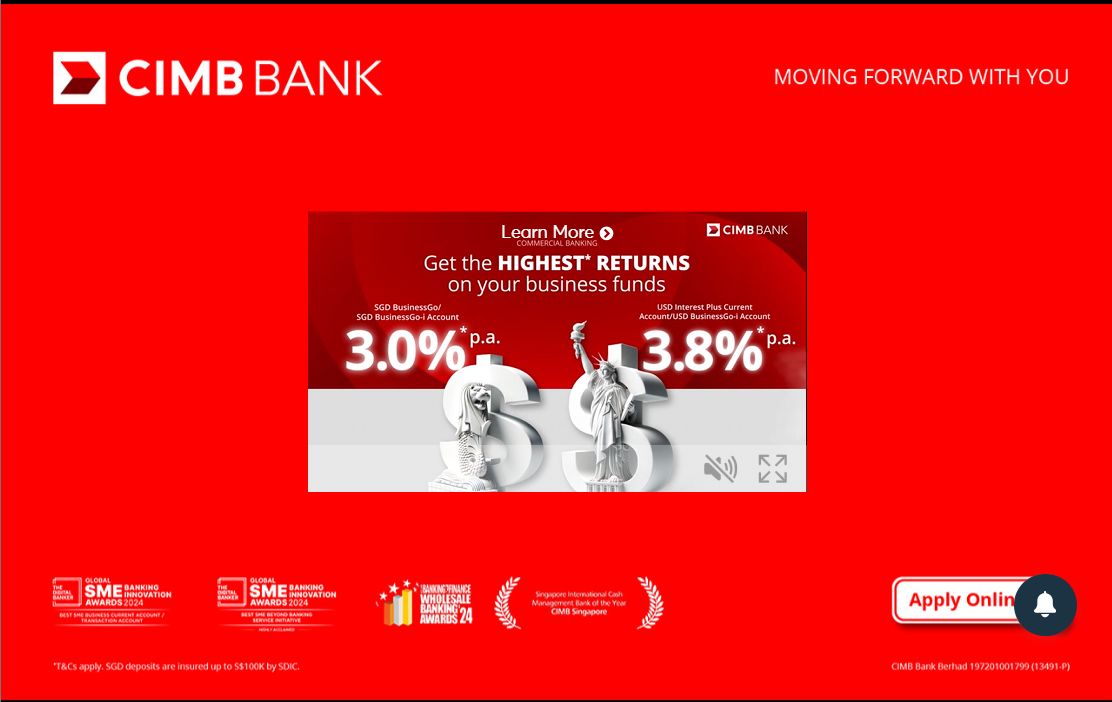 CIMB BANK
MOVING FORWARD WITH YOU
Learn More
CIMB BANK
COMMERCIAL BANKING
Get the HIGHEST* RETURNS
on your business funds
SGD BusinessGo/
SGD BusinessGo-i Account
3.0%* p.a.
USD Interest Plus Current
Account/USD BusinessGo-i Account
3.8%* p.a.
THE DIGITAL BANKER
GLOBAL
SME BANKING INNOVATION
AWARDS 2024
BEST SME BUSINESS CURRENT ACCOUNT /
TRANSACTION ACCOUNT
THE DIGITAL BANKER
GLOBAL
SME BANKING INNOVATION
AWARDS 2024
BEST SME BEYOND BANKING
SERVICE INITIATIVE
HIGHLY ACCLAIMED
BANKING & FINANCE
WHOLESALE
BANKING
AWARDS '24
Singapore International Cash
Management Bank of the Year
CIMB Singapore
Apply Onlin
*T&Cs apply. SGD deposits are insured up to S$100K by SDIC.
CIMB Bank Berhad 197201001799 (13491-P)